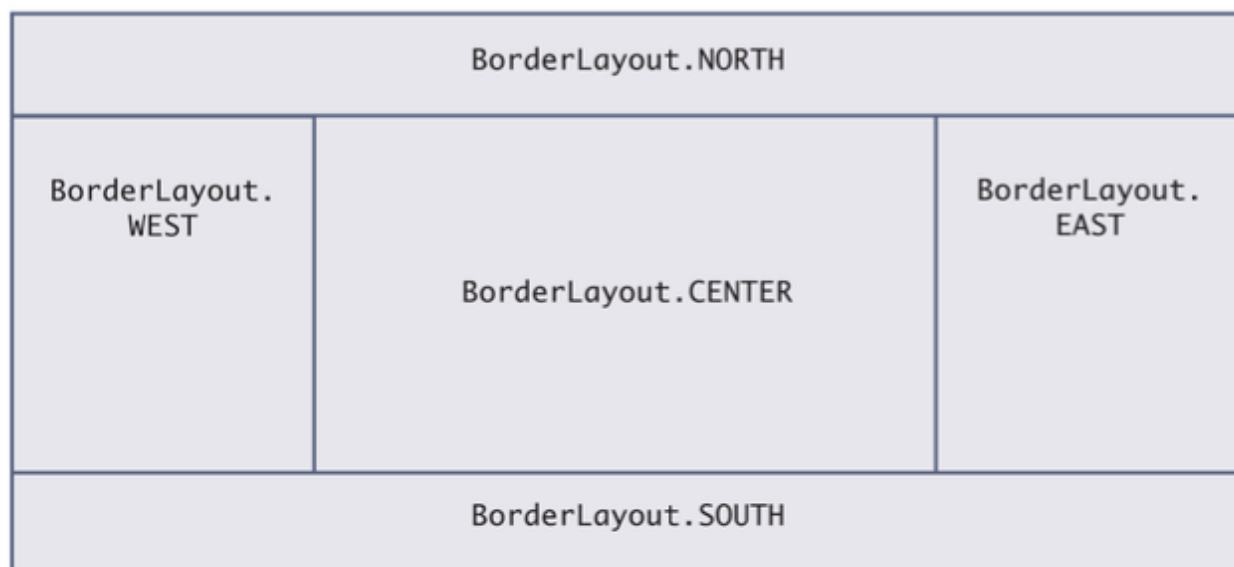 BorderLayout.NORTH
BorderLayout.
WEST
BorderLayout.CENTER
BorderLayout.
EAST
BorderLayout.SOUTH